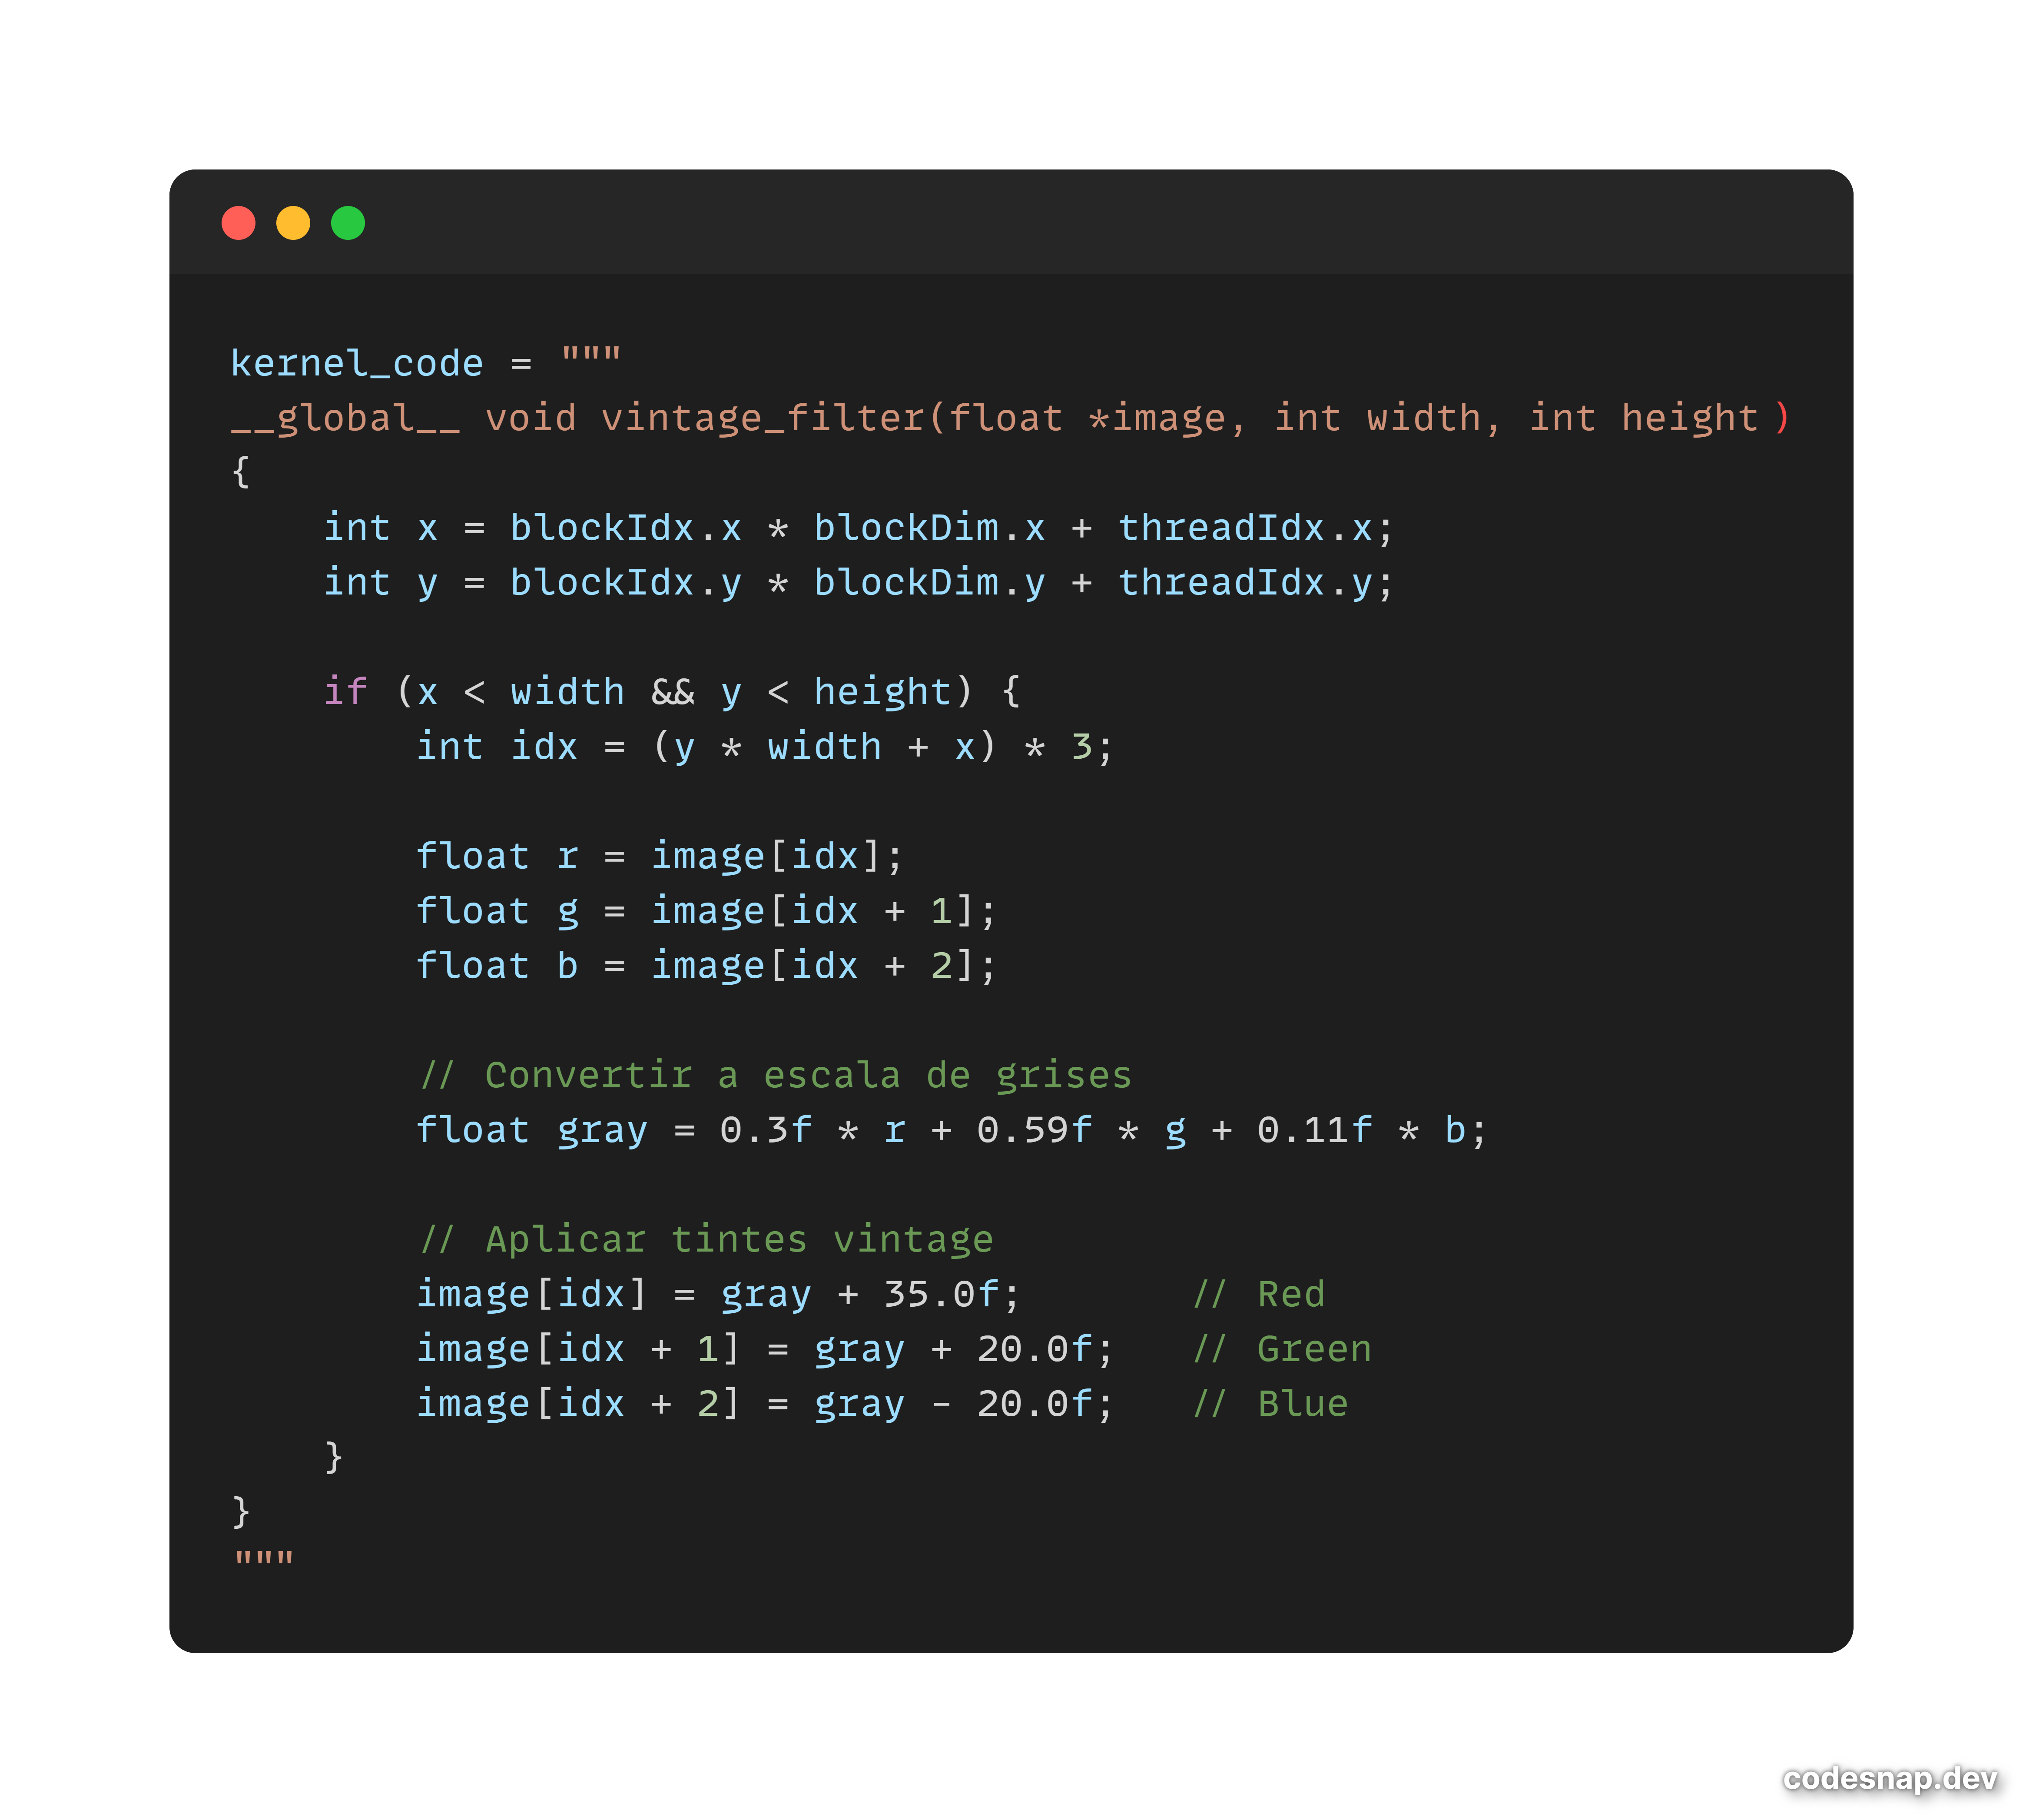 kernel_code = """
__global__ void vintage_filter(float *image, int width, int height )
{
    int x = blockIdx.x * blockDim.x + threadIdx.x;
    int y = blockIdx.y * blockDim.y + threadIdx.y;

    if (x < width && y < height) {
        int idx = (y * width + x) * 3;

        float r = image[idx];
        float g = image[idx + 1];
        float b = image[idx + 2];

        // Convertir a escala de grises
        float gray = 0.3f * r + 0.59f * g + 0.11f * b;

        // Aplicar tintes vintage
        image[idx] = gray + 35.0f;       // Red
        image[idx + 1] = gray + 20.0f;   // Green
        image[idx + 2] = gray - 20.0f;   // Blue
    }
}
"""
codesnap.dev